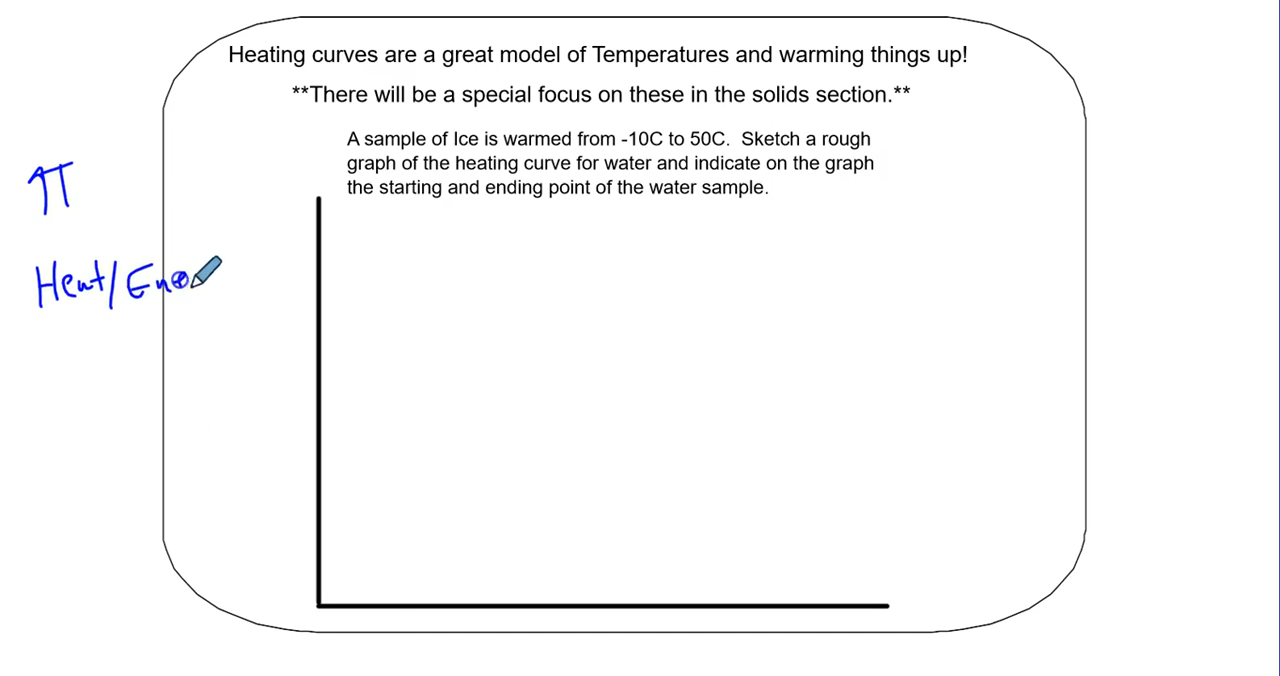 Heating curves are a great model of Temperatures and warming things up!
**There will be a special focus on these in the solids section.**
A sample of Ice is warmed from -10C to 50C. Sketch a rough
graph of the heating curve for water and indicate on the graph
the starting and ending point of the water sample.
↑T
Heat/